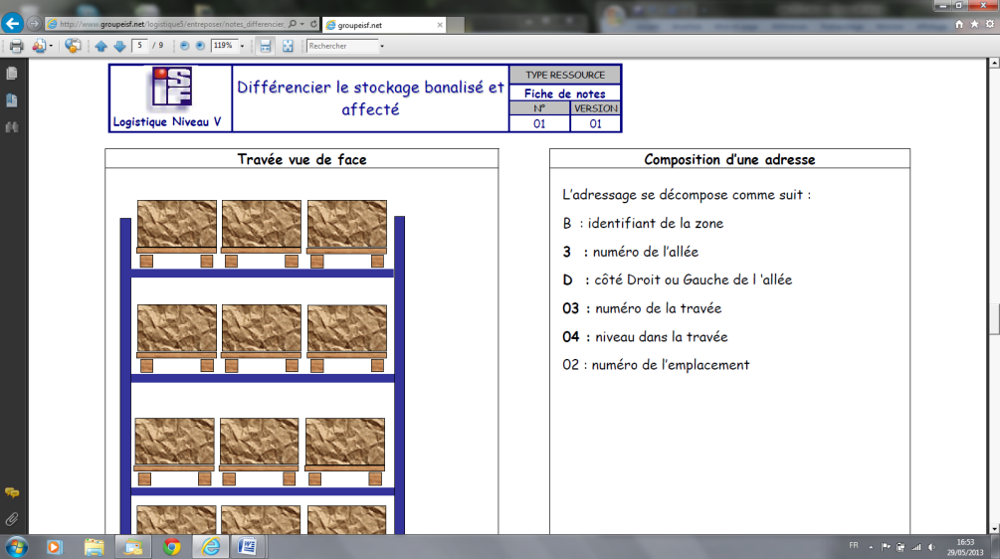 http://www.groupeisf.net/logistique5/entreposer/notes_differencier_
groupeisf.net
5 / 9
119%
Rechercher
iSF
Logistique Niveau V
Différencier le stockage banalisé et
affecté
TYPE RESSOURCE
Fiche de notes
N° VERSION
01 01
Travée vue de face
Composition d'une adresse
L'adressage se décompose comme suit :
B : identifiant de la zone
3 : numéro de l'allée
D : côté Droit ou Gauche de l 'allée
03 : numéro de la travée
04 : niveau dans la travée
02 : numéro de l'emplacement
FR
16:53
29/05/2013